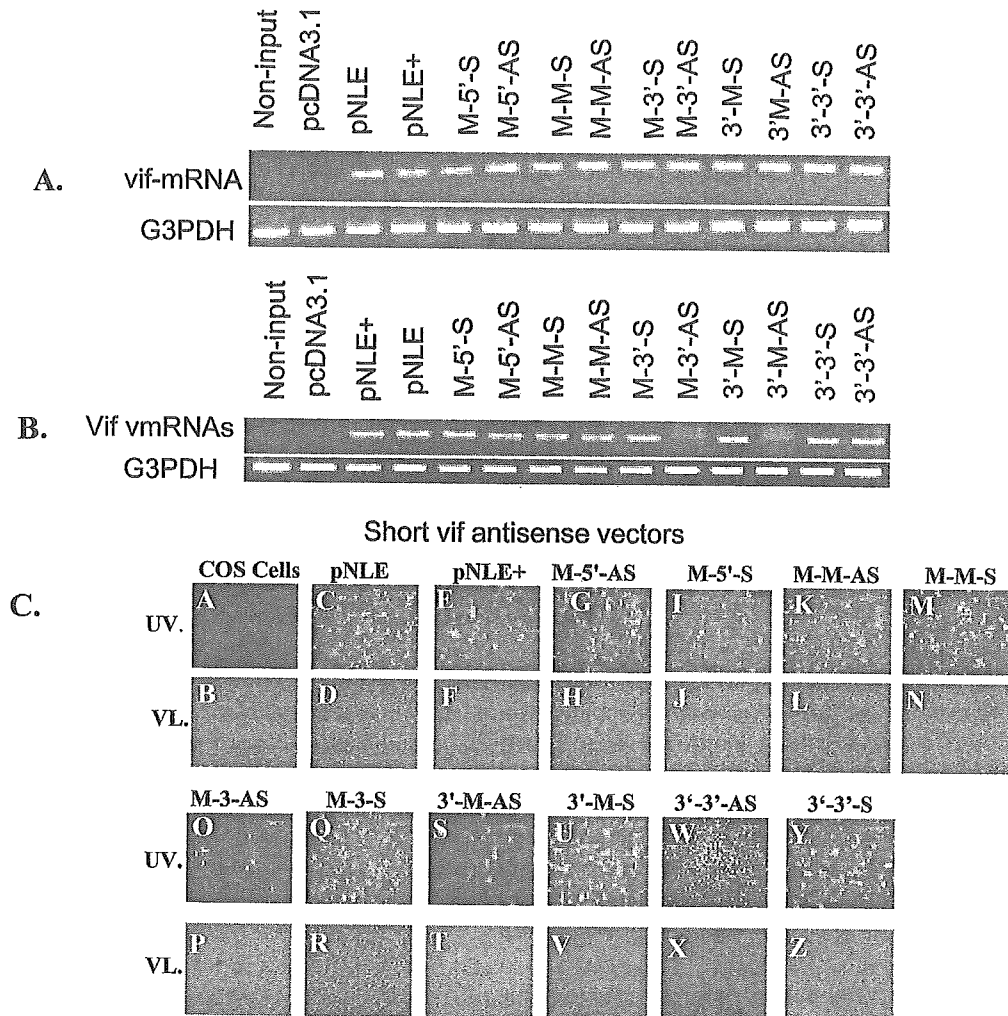 Non-input pcDNA3.1 pNLE pNLE+ M-5'-S M-5'-AS M-M-S M-M-AS M-3'-S M-3'-AS 3'-M-S 3'M-AS 3'-3'-S 3'-3'-AS
A. vif-mRNA
G3PDH
Non-input pcDNA3.1 pNLE+ pNLE M-5'-S M-5'-AS M-M-S M-M-AS M-3'-S M-3'-AS 3'-M-S 3'-M-AS 3'-3'-S 3'-3'-AS
B. Vif vmRNAs
G3PDH
Short vif antisense vectors
COS Cells pNLE pNLE+ M-5'-AS M-5'-S M-M-AS M-M-S
C. UV. A C E G I K M
VL. B D F H J L N
M-3-AS M-3-S 3'-M-AS 3'-M-S 3‘-3’-AS 3‘-3’-S
UV. O Q S U W Y
VL. P R T V X Z